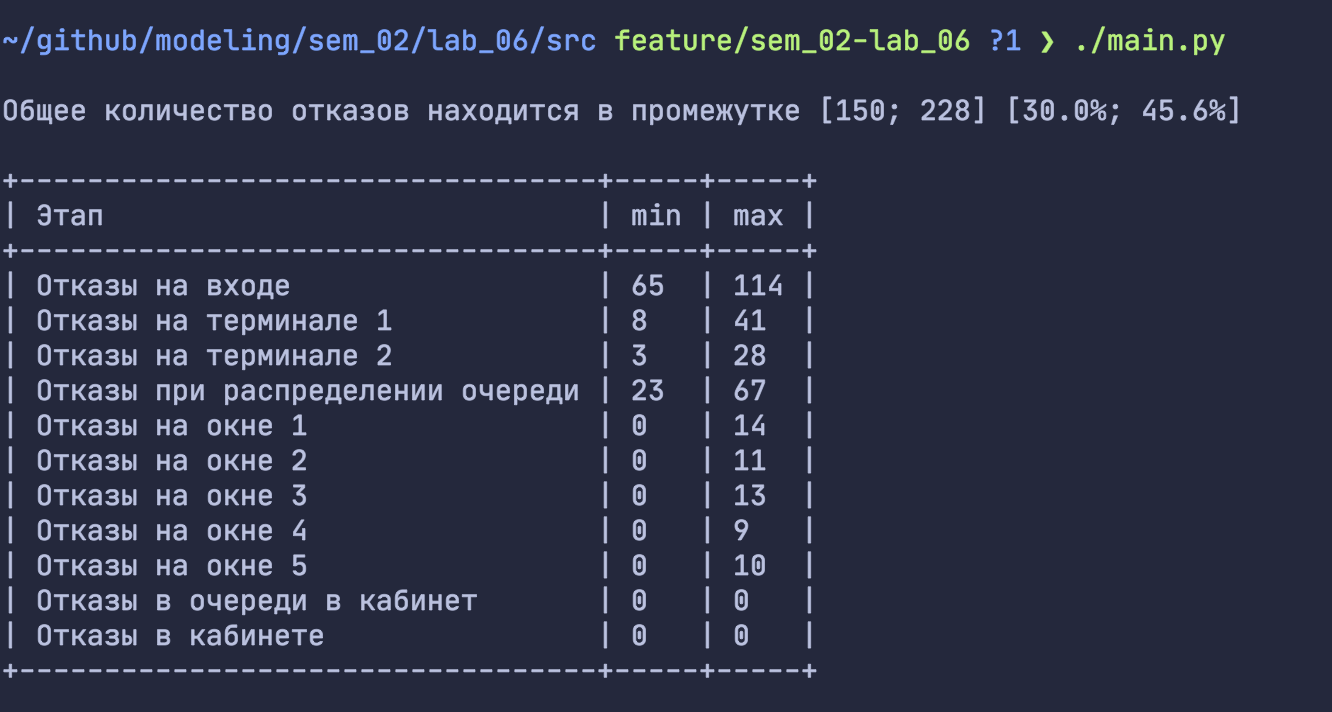 ~/github/modeling/sem_02/lab_06/src feature/sem_02-lab_06 ?1 ❯ ./main.py
Общее количество отказов находится в промежутке [150; 228] [30.0%; 45.6%]
+----------------------------------+-----+-----+
| Этап                             | min | max |
+----------------------------------+-----+-----+
| Отказы на входе                  | 65  | 114 |
| Отказы на терминале 1            | 8   | 41  |
| Отказы на терминале 2            | 3   | 28  |
| Отказы при распределении очереди | 23  | 67  |
| Отказы на окне 1                 | 0   | 14  |
| Отказы на окне 2                 | 0   | 11  |
| Отказы на окне 3                 | 0   | 13  |
| Отказы на окне 4                 | 0   | 9   |
| Отказы на окне 5                 | 0   | 10  |
| Отказы в очереди в кабинет       | 0   | 0   |
| Отказы в кабинете                | 0   | 0   |
+----------------------------------+-----+-----+